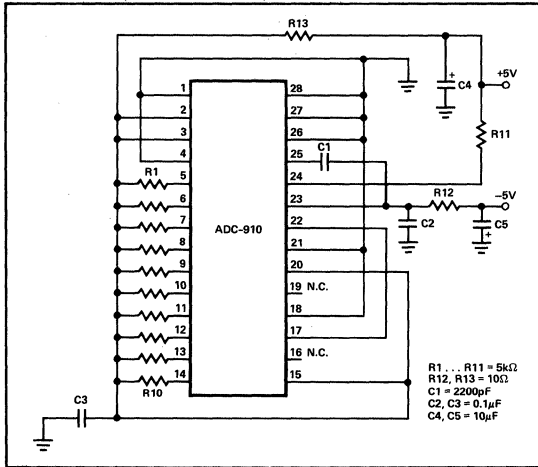 R13
+5V
C4
+
R11
1
2
3
4
5
6
7
8
9
10
11
12
13
14
R1
R10
ADC-910
28
27
26
25
24
23
22
21
20
19 N.C.
18
17
16 N.C.
15
C1
R12
−5V
C2
C5
+
C3
R1 . . . R11 = 5kΩ
R12, R13 = 10Ω
C1 = 2200pF
C2, C3 = 0.1μF
C4, C5 = 10μF